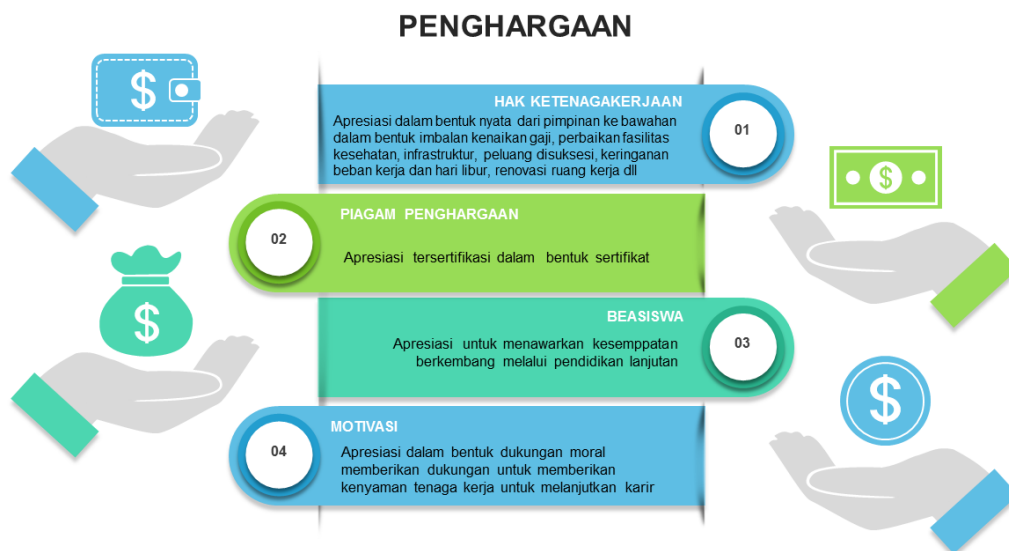 PENGHARGAAN
HAK KETENAGAKERJAAN
Apresiasi dalam bentuk nyata dari pimpinan ke bawahan
dalam bentuk imbalan kenaikan gaji, perbaikan fasilitas
kesehatan, infrastruktur, peluang disuksesi, keringanan
beban kerja dan hari libur, renovasi ruang kerja dll
01
PIAGAM PENGHARGAAN
02
Apresiasi tersertifikasi dalam bentuk sertifikat
BEASISWA
Apresiasi untuk menawarkan kesemppatan
berkembang melalui pendidikan lanjutan
03
MOTIVASI
04
Apresiasi dalam bentuk dukungan moral
memberikan dukungan untuk memberikan
kenyaman tenaga kerja untuk melanjutkan karir
$
$
$
$